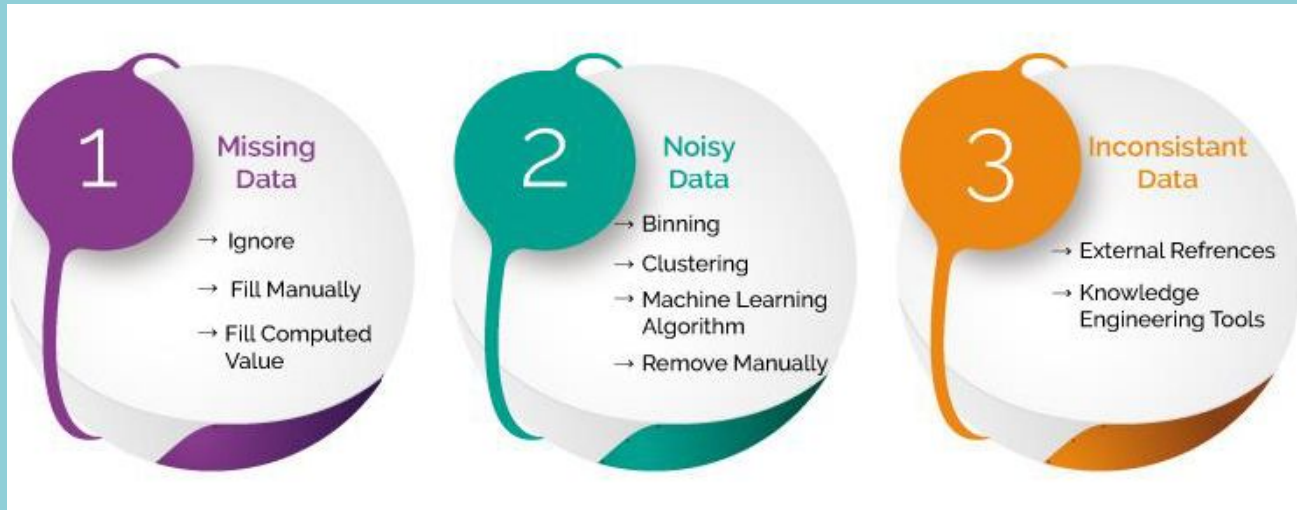 1
Missing
Data
→ Ignore
→ Fill Manually
→ Fill Computed
Value
2
Noisy
Data
→ Binning
→ Clustering
→ Machine Learning
Algorithm
→ Remove Manually
3
Inconsistant
Data
→ External Refrences
→ Knowledge
Engineering Tools